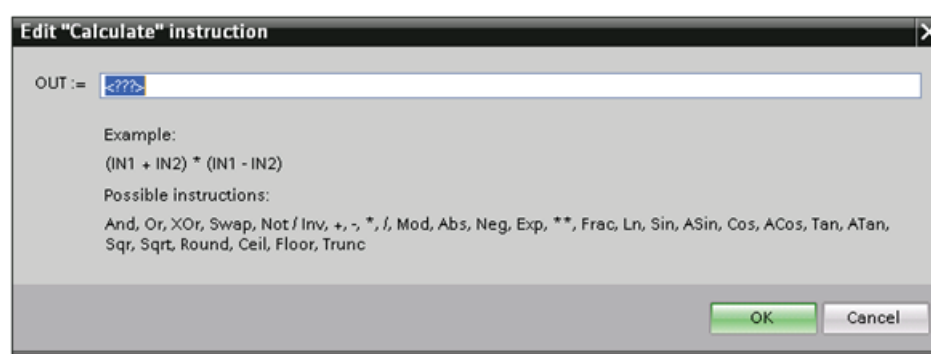 Edit "Calculate" instruction
OUT := <???>
Example:
(IN1 + IN2) * (IN1 - IN2)
Possible instructions:
And, Or, XOr, Swap, Not / Inv, +, -, *, /, Mod, Abs, Neg, Exp, **, Frac, Ln, Sin, ASin, Cos, ACos, Tan, ATan,
Sqr, Sqrt, Round, Ceil, Floor, Trunc
OK Cancel